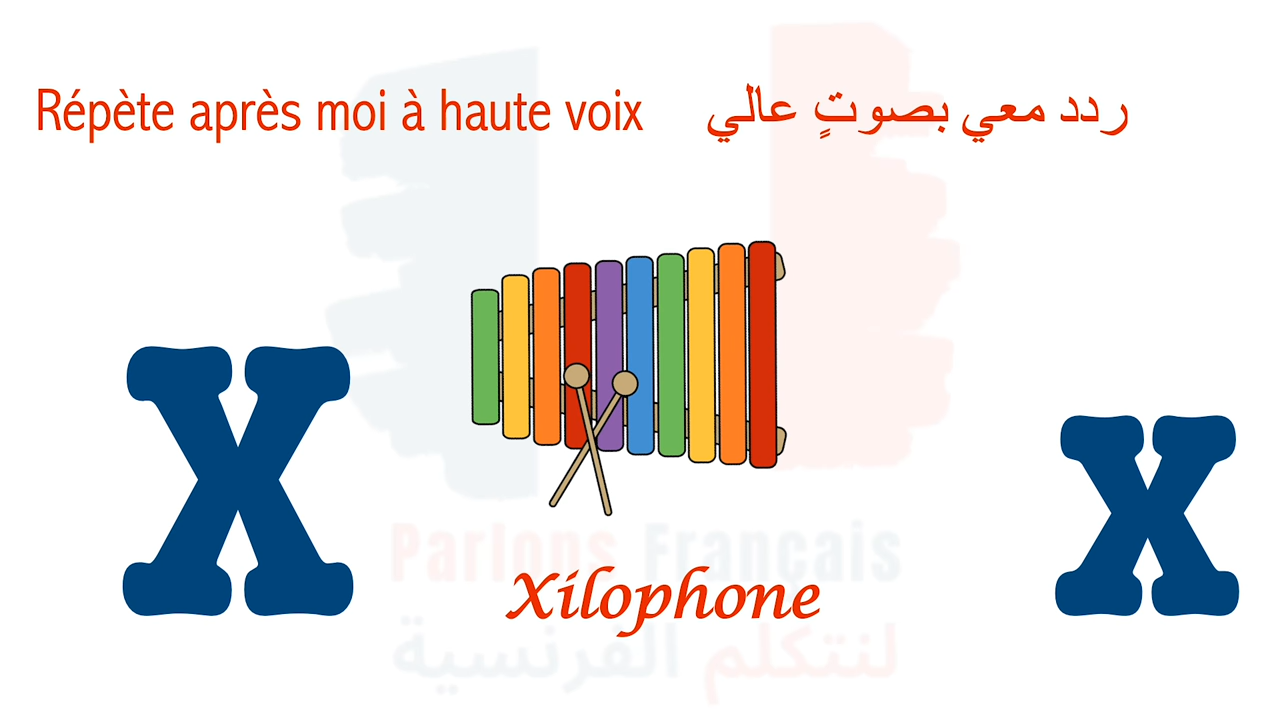 Répète après moi à haute voix
ردد معي بصوتٍ عالي
X
x
Parlons Français
Xilophone
لنتكلم الفرنسية